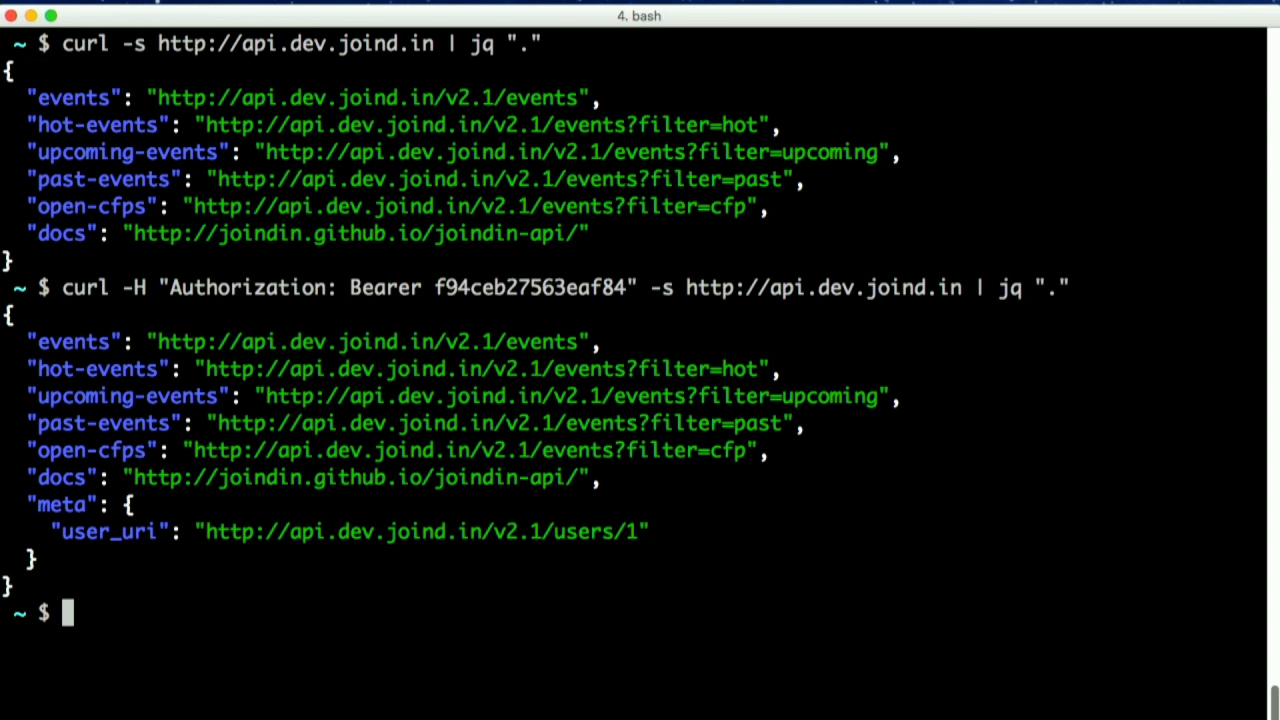 4. bash
~ $ curl -s http://api.dev.joind.in | jq "."
{
  "events": "http://api.dev.joind.in/v2.1/events",
  "hot-events": "http://api.dev.joind.in/v2.1/events?filter=hot",
  "upcoming-events": "http://api.dev.joind.in/v2.1/events?filter=upcoming",
  "past-events": "http://api.dev.joind.in/v2.1/events?filter=past",
  "open-cfps": "http://api.dev.joind.in/v2.1/events?filter=cfp",
  "docs": "http://joindin.github.io/joindin-api/"
}
~ $ curl -H "Authorization: Bearer f94ceb27563eaf84" -s http://api.dev.joind.in | jq "."
{
  "events": "http://api.dev.joind.in/v2.1/events",
  "hot-events": "http://api.dev.joind.in/v2.1/events?filter=hot",
  "upcoming-events": "http://api.dev.joind.in/v2.1/events?filter=upcoming",
  "past-events": "http://api.dev.joind.in/v2.1/events?filter=past",
  "open-cfps": "http://api.dev.joind.in/v2.1/events?filter=cfp",
  "docs": "http://joindin.github.io/joindin-api/",
  "meta": {
    "user_uri": "http://api.dev.joind.in/v2.1/users/1"
  }
}
~ $